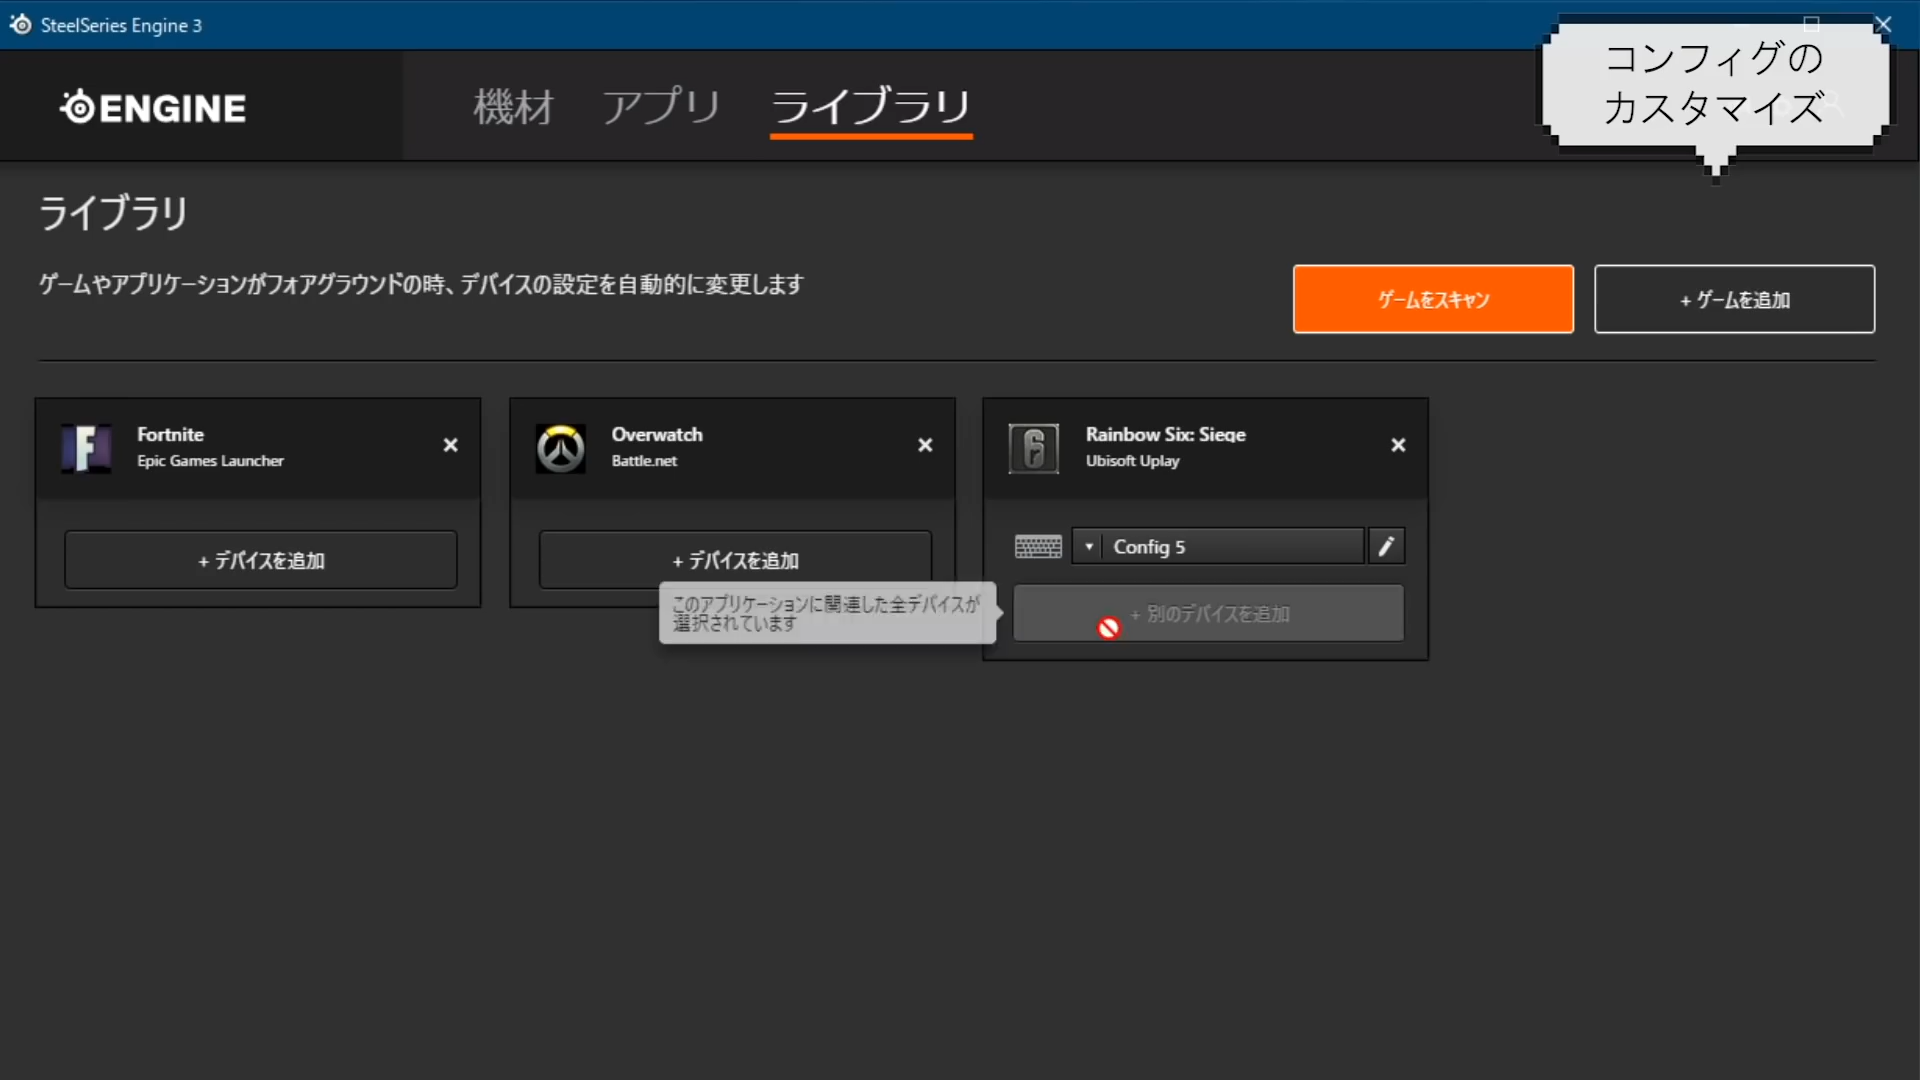 SteelSeries Engine 3
コンフィグの
カスタマイズ
ENGINE
機材
アプリ
ライブラリ
ライブラリ
ゲームやアプリケーションがフォアグラウンドの時、デバイスの設定を自動的に変更します
ゲームをスキャン
+ ゲームを追加
Fortnite
Epic Games Launcher
+ デバイスを追加
Overwatch
Battle.net
+ デバイスを追加
このアプリケーションに関連した全デバイスが
選択されています
Rainbow Six: Siege
Ubisoft Uplay
Config 5
+ 別のデバイスを追加